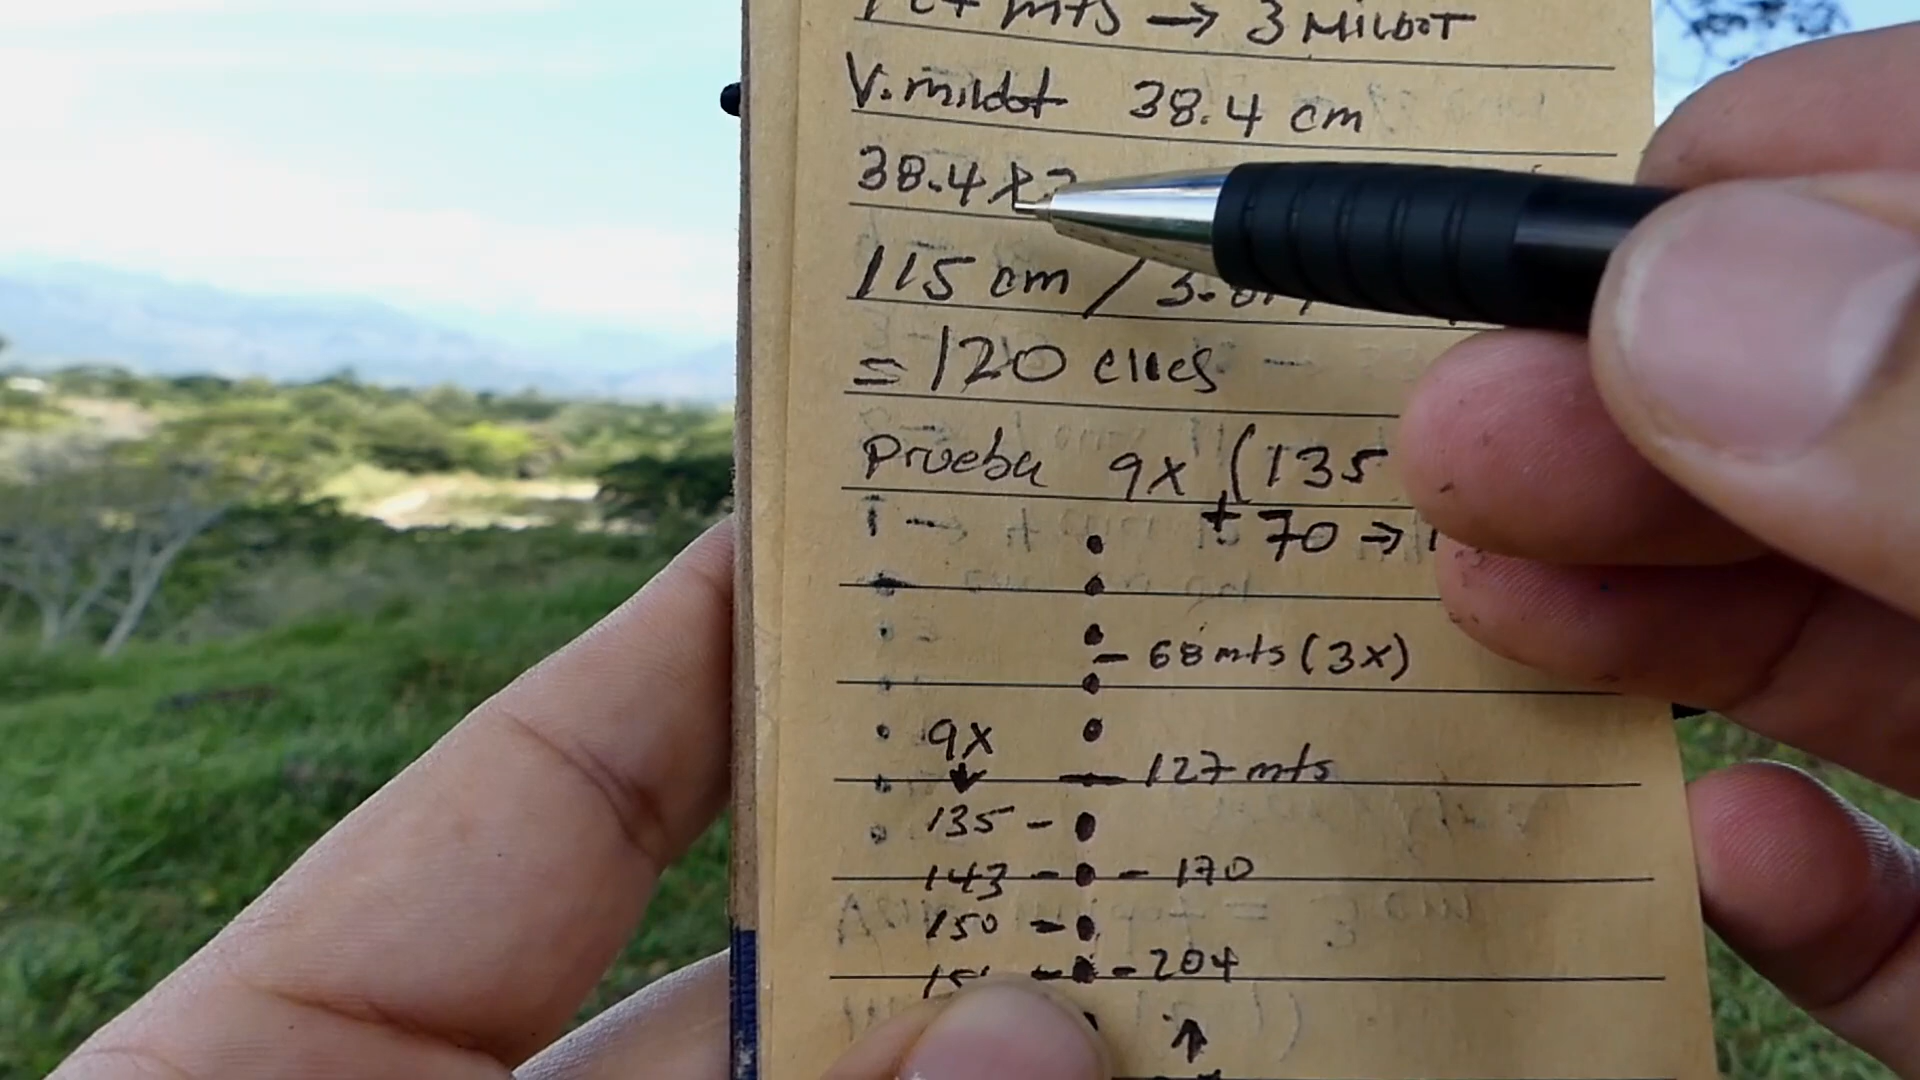 mts → 3 MILDOT
V. mildot 38.4 cm
38.4 x
115 cm /
= 120 clics
Prueba 9x (135
+ 70 →
- 68 mts (3x)
9x
127 mts
135 -
143 - - 170
150 -
- 204